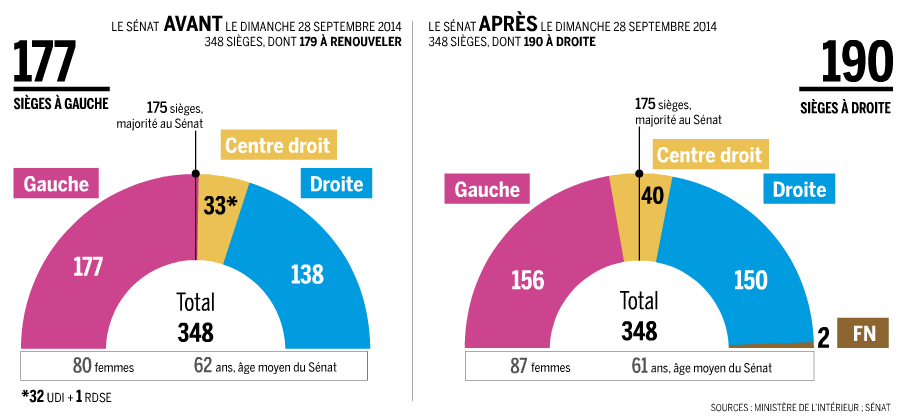 LE SÉNAT AVANT LE DIMANCHE 28 SEPTEMBRE 2014
348 SIÈGES, DONT 179 À RENOUVELER
177
SIÈGES À GAUCHE
175 sièges,
majorité au Sénat
Centre droit
Gauche
Droite
33*
177
138
Total
348
80 femmes
62 ans, âge moyen du Sénat
*32 UDI + 1 RDSE
LE SÉNAT APRÈS LE DIMANCHE 28 SEPTEMBRE 2014
348 SIÈGES, DONT 190 À DROITE
190
SIÈGES À DROITE
175 sièges,
majorité au Sénat
Centre droit
Gauche
Droite
40
156
150
Total
348
2
FN
87 femmes
61 ans, âge moyen du Sénat
SOURCES : MINISTÈRE DE L'INTÉRIEUR ; SÉNAT